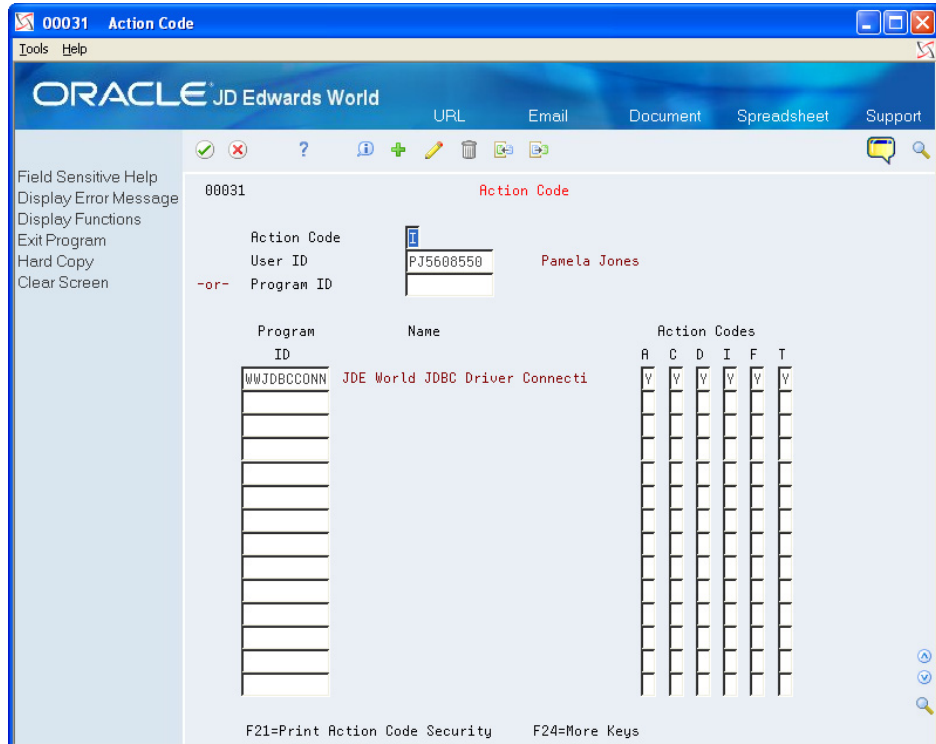 00031 Action Code
Tools Help
ORACLE JD Edwards World
URL Email Document Spreadsheet Support
Field Sensitive Help
Display Error Message
Display Functions
Exit Program
Hard Copy
Clear Screen
00031 Action Code
Action Code I
User ID PJ5608550 Pamela Jones
-or- Program ID
Program Name Action Codes
ID A C D I F T
WWJDBCCONN JDE World JDBC Driver Connecti Y Y Y Y Y Y
F21=Print Action Code Security F24=More Keys